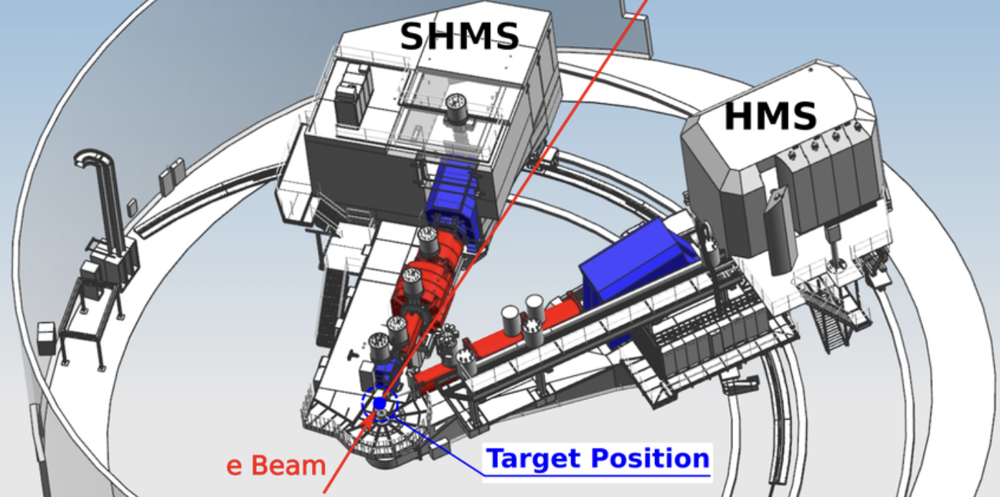 SHMS
HMS
e Beam
Target Position